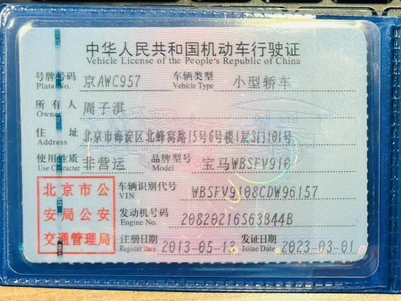 中华人民共和国机动车行驶证
Vehicle License of the People's Republic of China
号牌号码 京AWC957 车辆类型 小型轿车
Plate No. Vehicle Type
所有人 周子淇
Owner
住址 北京市海淀区北蜂窝路15号6号楼1层3门101号
Address
使用性质 非营运 品牌型号 宝马WBSFV910
Use Character Model
北京市公
安局公安
交通管理局
车辆识别代号 WBSFV9108CDW96157
VIN
发动机号码 20820216S63B44B
Engine No.
注册日期 2013-05-13 发证日期 2023-03-01
Register Date Issue Date